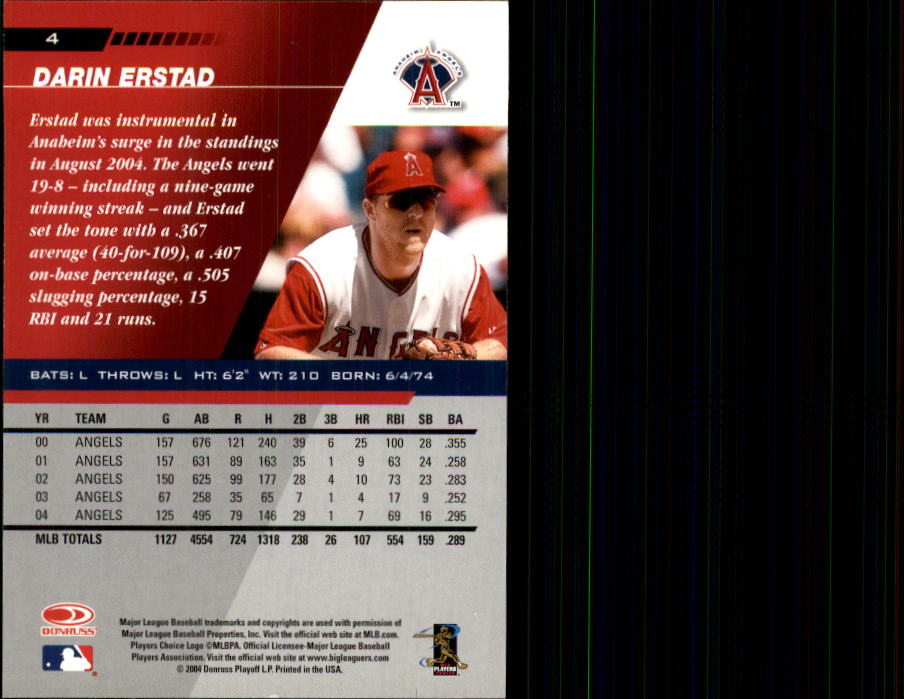 4
DARIN ERSTAD
ANAHEIM ANGELS
A
TM
Erstad was instrumental in
Anaheim's surge in the standings
in August 2004. The Angels went
19-8 – including a nine-game
winning streak – and Erstad
set the tone with a .367
average (40-for-109), a .407
on-base percentage, a .505
slugging percentage, 15
RBI and 21 runs.
A
ANGELS
BATS: L THROWS: L HT: 6'2" WT: 210 BORN: 6/4/74
YR TEAM G AB R H 2B 3B HR RBI SB BA
00 ANGELS 157 676 121 240 39 6 25 100 28 .355
01 ANGELS 157 631 89 163 35 1 9 63 24 .258
02 ANGELS 150 625 99 177 28 4 10 73 23 .283
03 ANGELS 67 258 35 65 7 1 4 17 9 .252
04 ANGELS 125 495 79 146 29 1 7 69 16 .295
MLB TOTALS 1127 4554 724 1318 238 26 107 554 159 .289
DONRUSS
Major League Baseball trademarks and copyrights are used with permission of
Major League Baseball Properties, Inc. Visit the official web site at MLB.com.
Players Choice Logo ©MLBPA. Official Licensee-Major League Baseball
Players Association. Visit the official web site at www.bigleaguers.com
© 2004 Donruss Playoff L.P. Printed in the USA.
PLAYERS
CHOICE